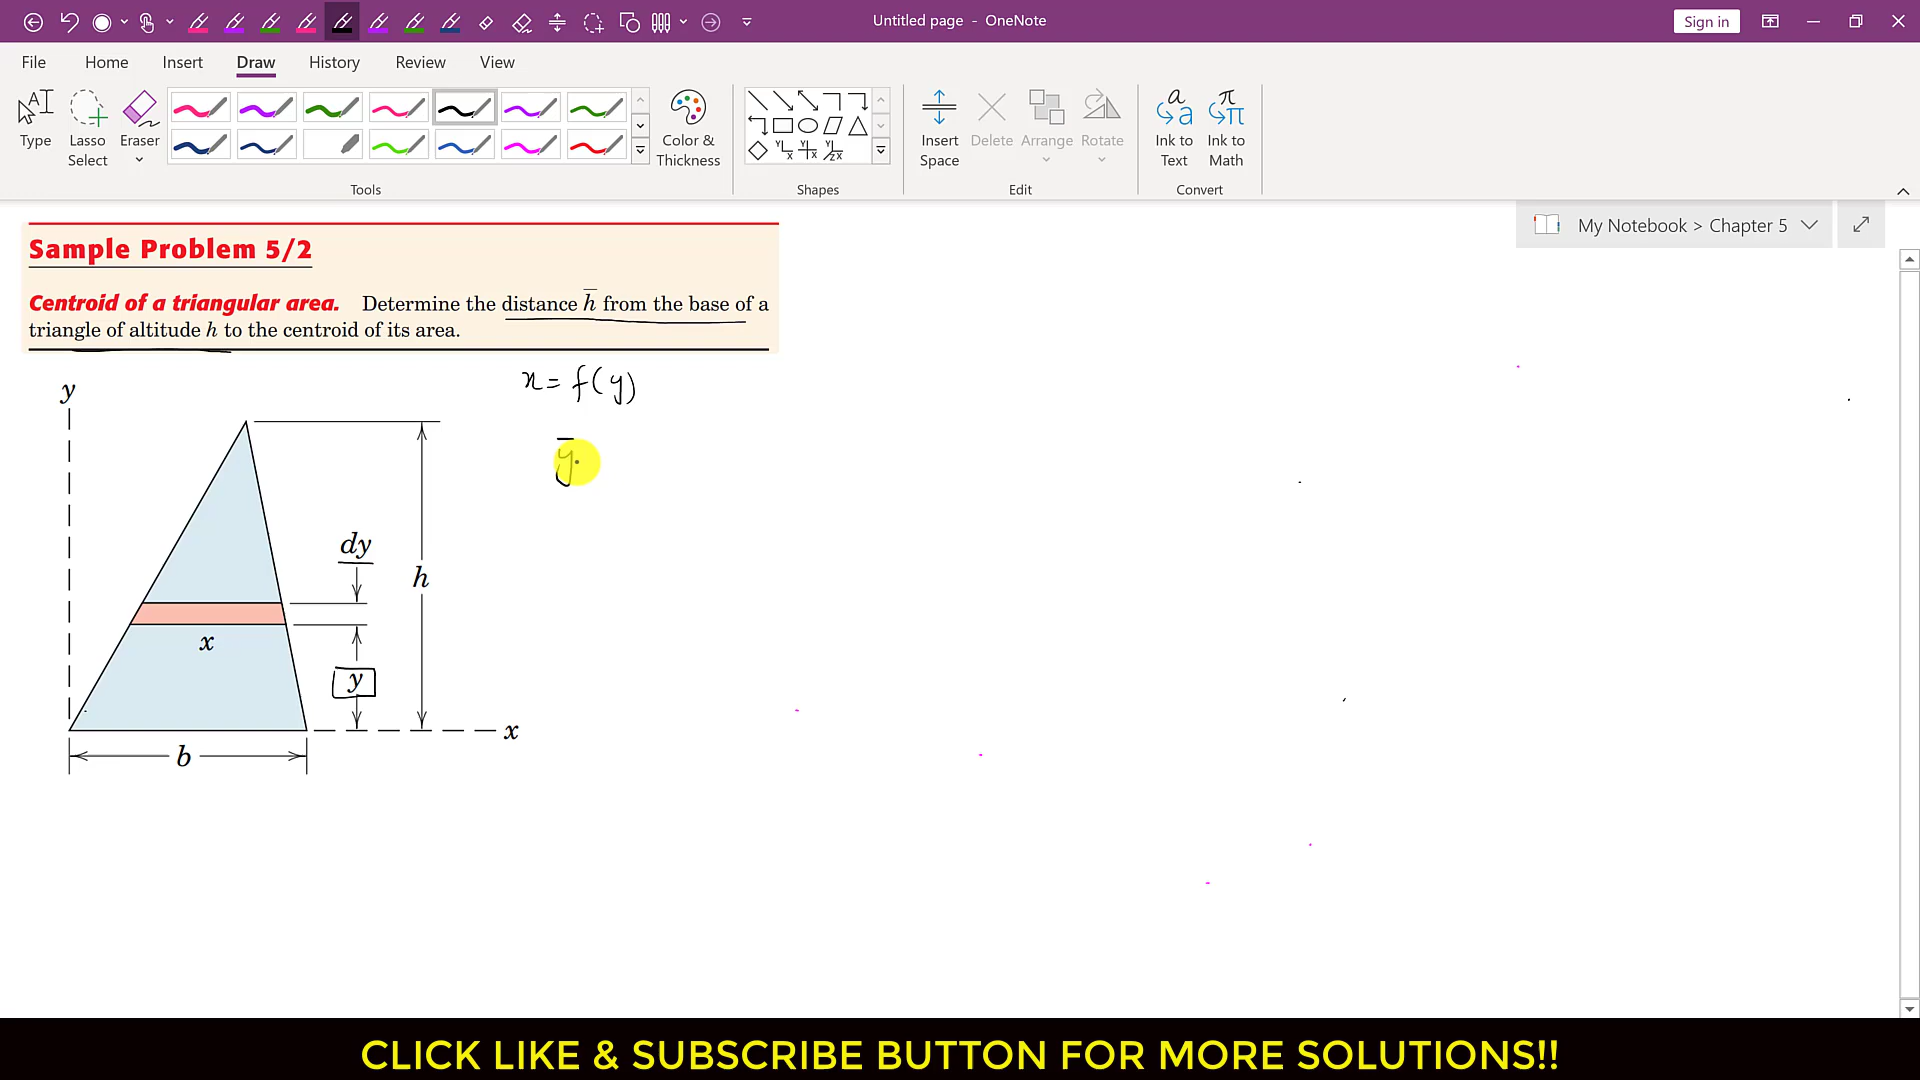 Untitled page - OneNote
Sign in
File Home Insert Draw History Review View
Type
Lasso Select
Eraser
Color & Thickness
Insert Space
Delete
Arrange
Rotate
Ink to Text
Ink to Math
Tools
Shapes
Edit
Convert
My Notebook > Chapter 5
Sample Problem 5/2
Centroid of a triangular area. Determine the distance h̅ from the base of a
triangle of altitude h to the centroid of its area.
x = f(y)
y̅
y
dy
h
x
y
x
b
CLICK LIKE & SUBSCRIBE BUTTON FOR MORE SOLUTIONS!!